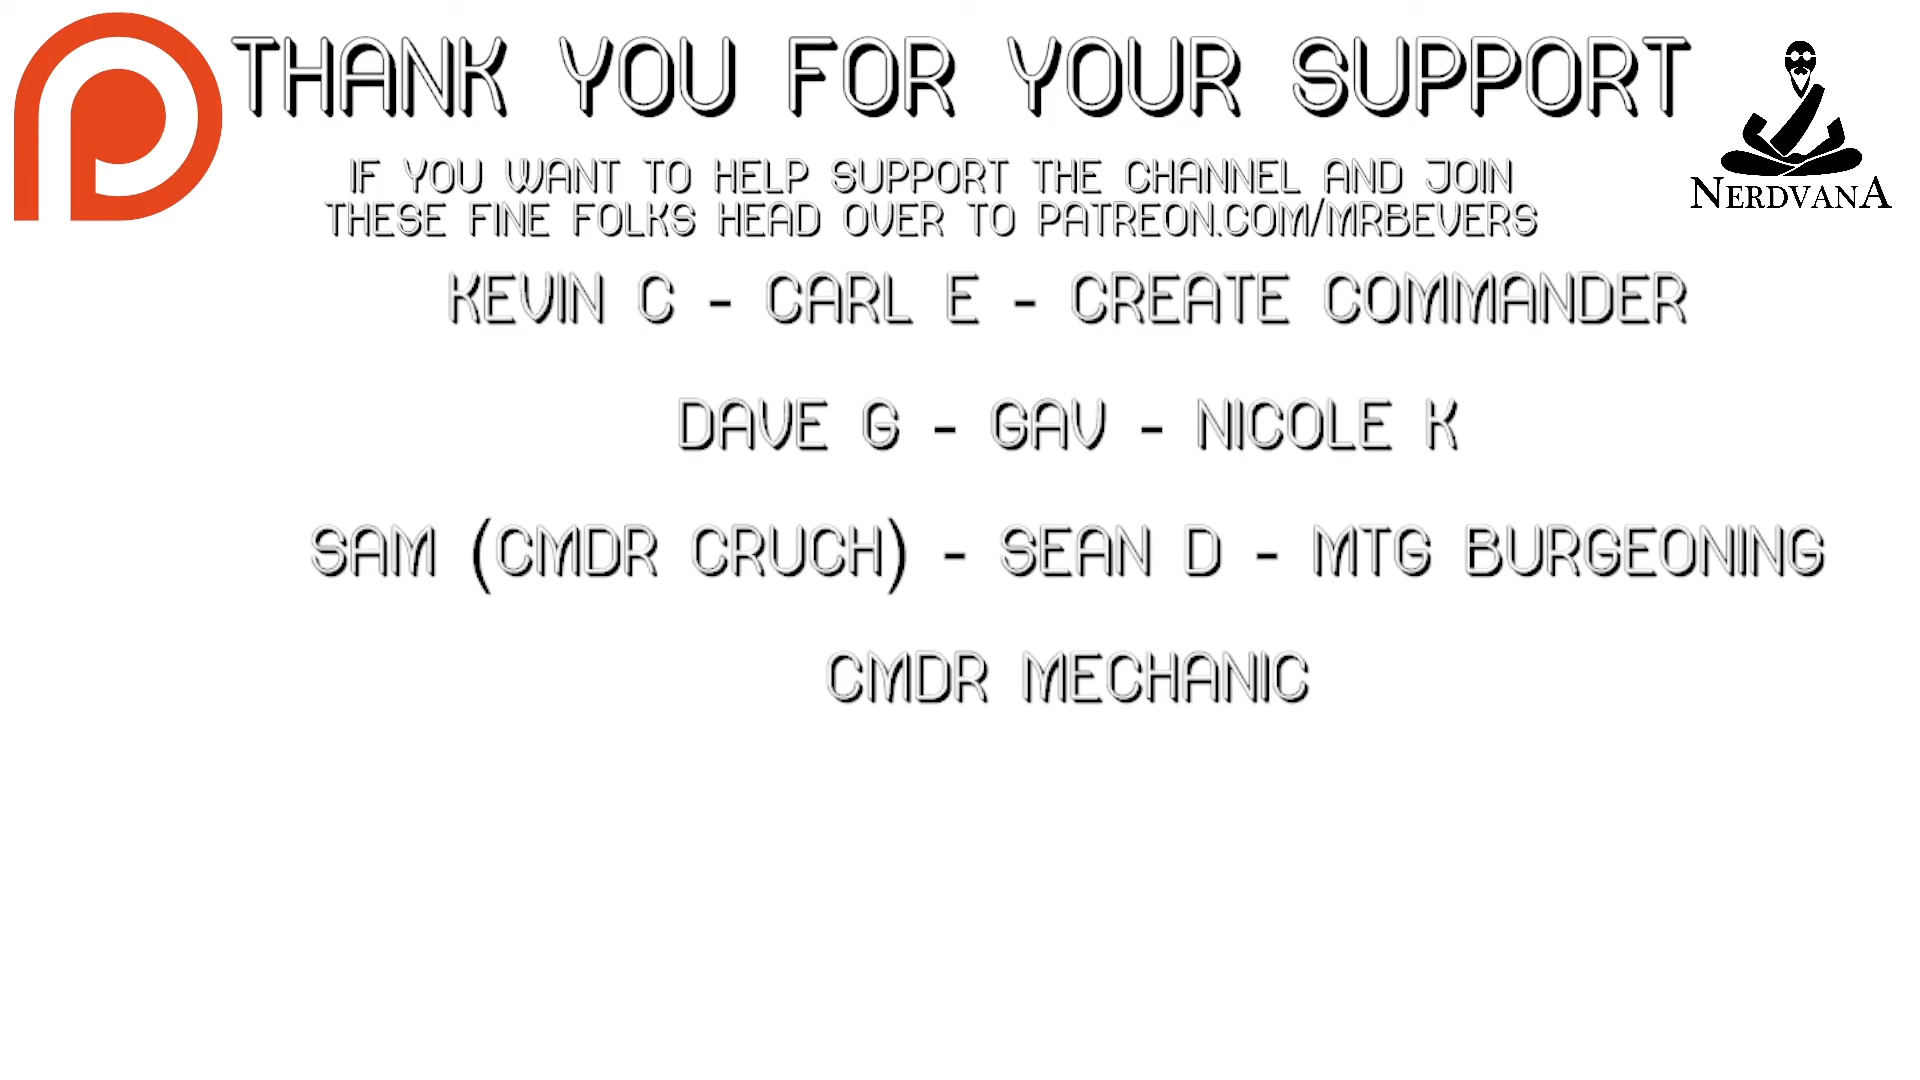 THANK YOU FOR YOUR SUPPORT
NERDVANA
IF YOU WANT TO HELP SUPPORT THE CHANNEL AND JOIN
THESE FINE FOLKS HEAD OVER TO PATREON.COM/MRBEVERS
KEVIN C - CARL E - CREATE COMMANDER
DAVE G - GAV - NICOLE K
SAM (CMDR CRUCH) - SEAN D - MTG BURGEONING
CMDR MECHANIC